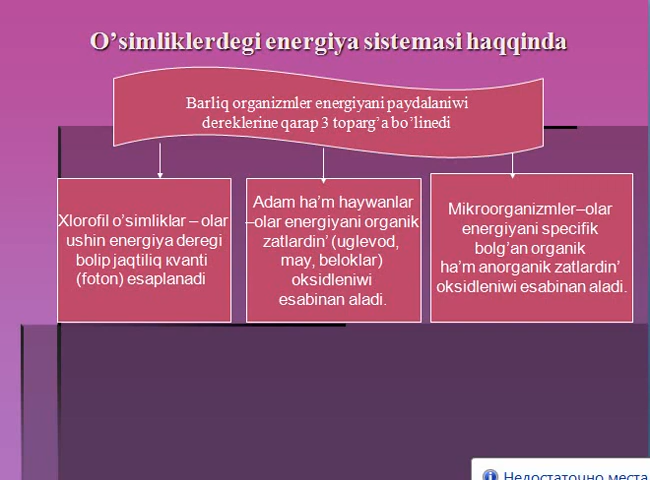 O’simliklerdegi energiya sistemasi haqqinda
Barliq organizmler energiyani paydalaniwi
dereklerine qarap 3 toparg’a bo’linedi
Xlorofil o’simliklar – olar
ushin energiya deregi
bolip jaqtiliq кvanti
(foton) esaplanadi
Adam ha’m haywanlar
–olar energiyani organik
zatlardin’ (uglevod,
may, beloklar)
oksidleniwi
esabinan aladi.
Mikroorganizmler–olar
energiyani specifik
bolg’an organik
ha’m anorganik zatlardin’
oksidleniwi esabinan aladi.
Недостаточно места